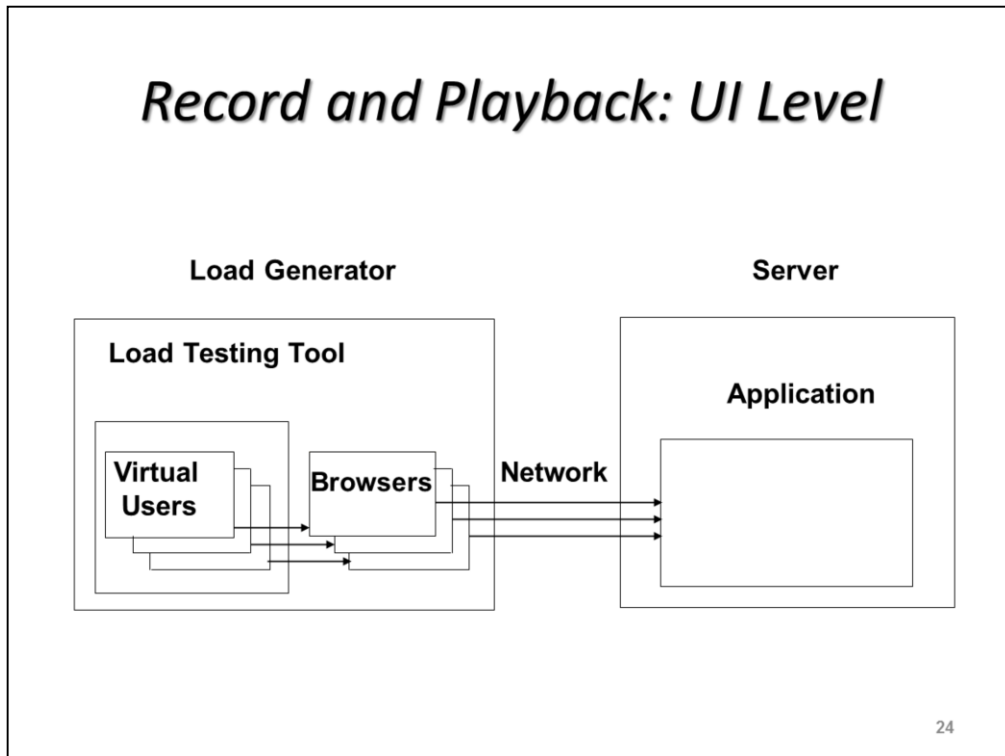 Record and Playback: UI Level
Load Generator
Server
Load Testing Tool
Application
Virtual
Users
Browsers
Network
24